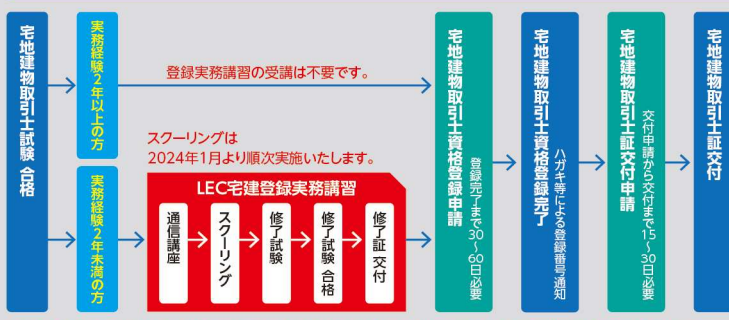 宅地建物取引士試験 合格
実務経験2年以上の方
登録実務講習の受講は不要です。
実務経験2年未満の方
スクーリングは
2024年1月より順次実施いたします。
LEC宅建登録実務講習
通信講座
スクーリング
修了試験
修了試験 合格
修了証 交付
宅地建物取引士資格登録申請
登録完了まで30~60日必要
宅地建物取引士資格登録完了
ハガキ等による登録番号通知
宅地建物取引士証交付申請
交付申請から交付まで15~30日必要
宅地建物取引士証交付